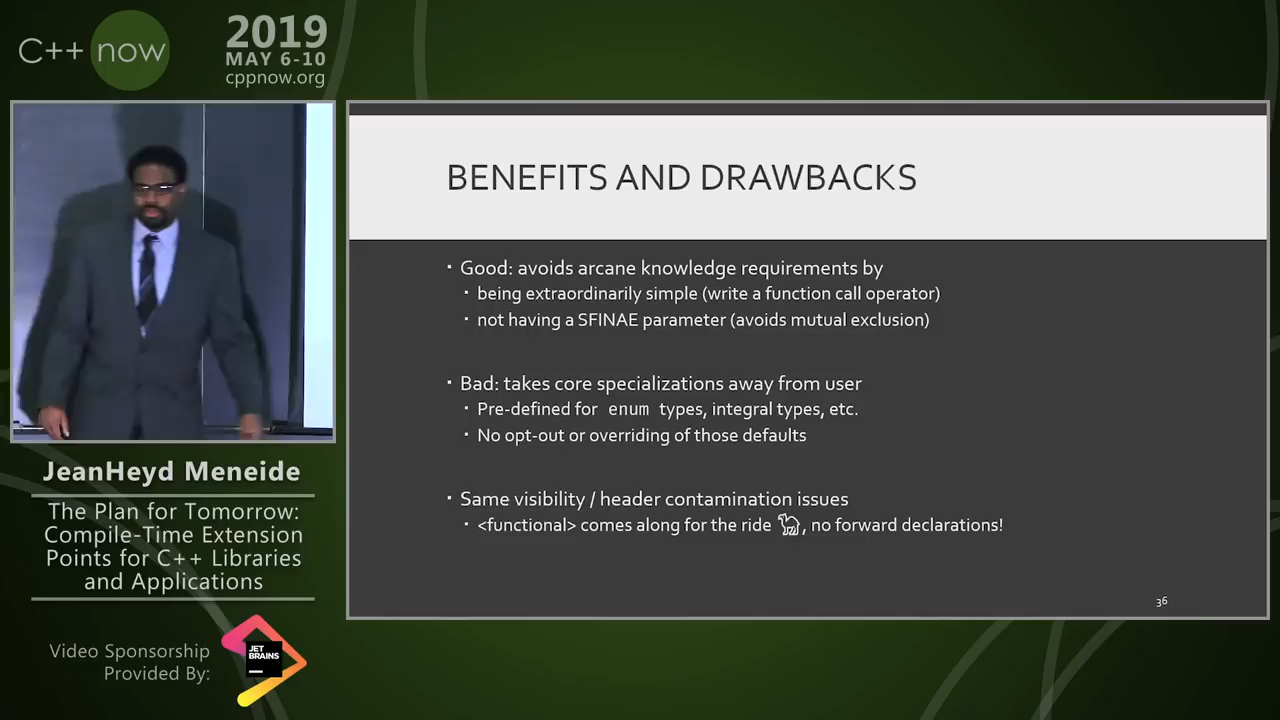 C++ now
2019
MAY 6-10
cppnow.org
BENEFITS AND DRAWBACKS
▪ Good: avoids arcane knowledge requirements by
▪ being extraordinarily simple (write a function call operator)
▪ not having a SFINAE parameter (avoids mutual exclusion)
▪ Bad: takes core specializations away from user
▪ Pre-defined for enum types, integral types, etc.
▪ No opt-out or overriding of those defaults
▪ Same visibility / header contamination issues
▪ <functional> comes along for the ride 🐪, no forward declarations!
36
JeanHeyd Meneide
The Plan for Tomorrow:
Compile-Time Extension
Points for C++ Libraries
and Applications
Video Sponsorship
Provided By:
JET
BRAINS